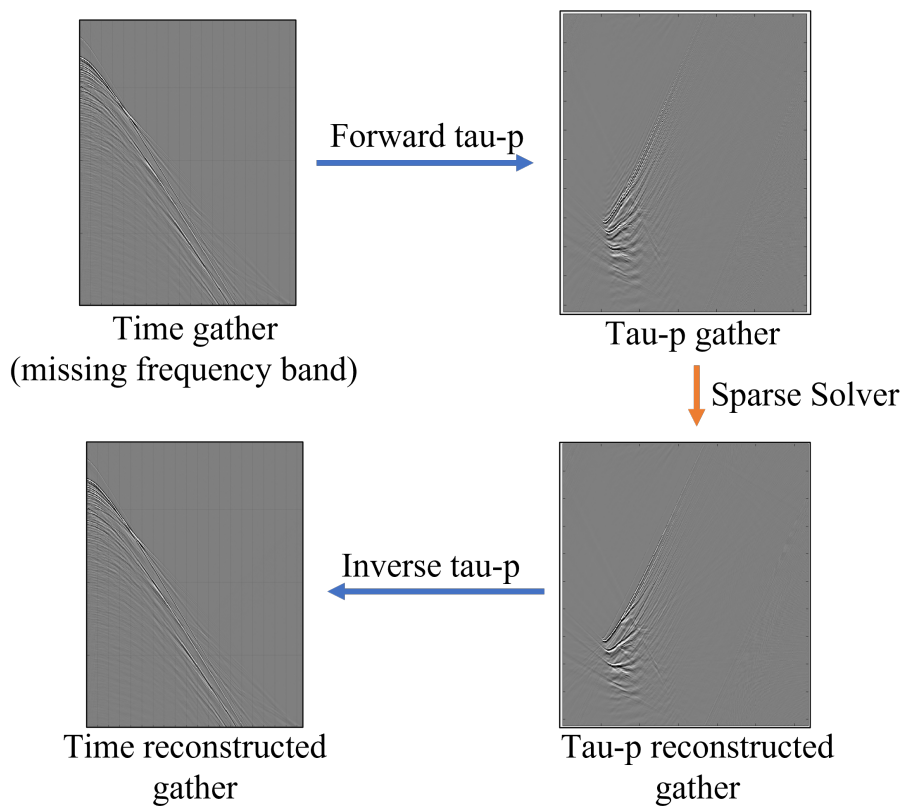 Forward tau-p
Time gather
(missing frequency band)
Tau-p gather
Sparse Solver
Inverse tau-p
Time reconstructed
gather
Tau-p reconstructed
gather